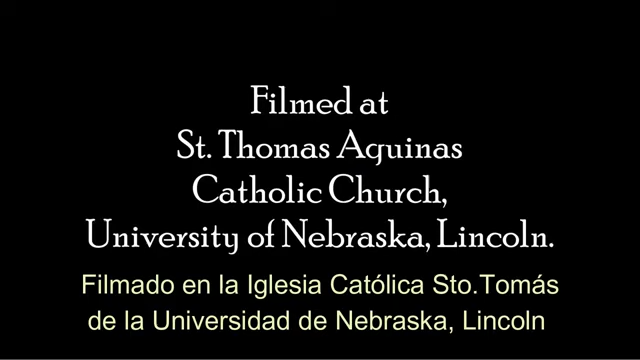 Filmed at
St. Thomas Aquinas
Catholic Church,
University of Nebraska, Lincoln.
Filmado en la Iglesia Católica Sto.Tomás
de la Universidad de Nebraska, Lincoln